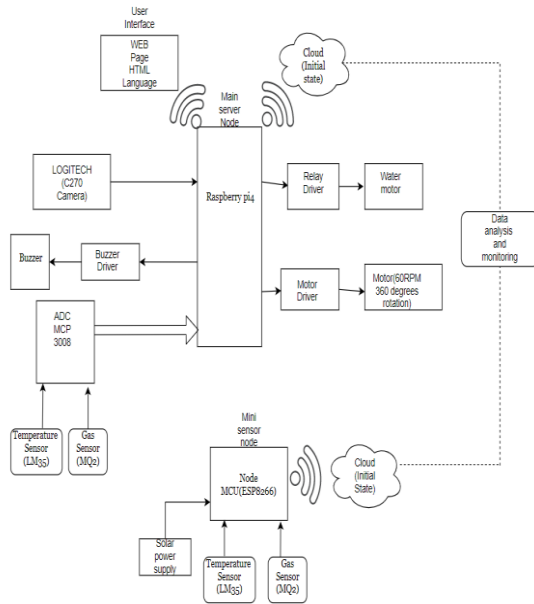 User
Interface
WEB
Page
HTML
Language
Cloud
(Initial
state)
Main
server
Node
LOGITECH
(C270
Camera)
Raspberry pi4
Relay
Driver
Water
motor
Data
analysis
and
monitoring
Buzzer
Buzzer
Driver
Motor
Driver
Motor(60RPM
360 degrees
rotation)
ADC
MCP
3008
Temperature
Sensor
(LM35)
Gas
Sensor
(MQ2)
Mini
sensor
node
Node
MCU(ESP8266)
Cloud
(Initial
State)
Solar
power
supply
Temperature
Sensor
(LM35)
Gas
Sensor
(MQ2)